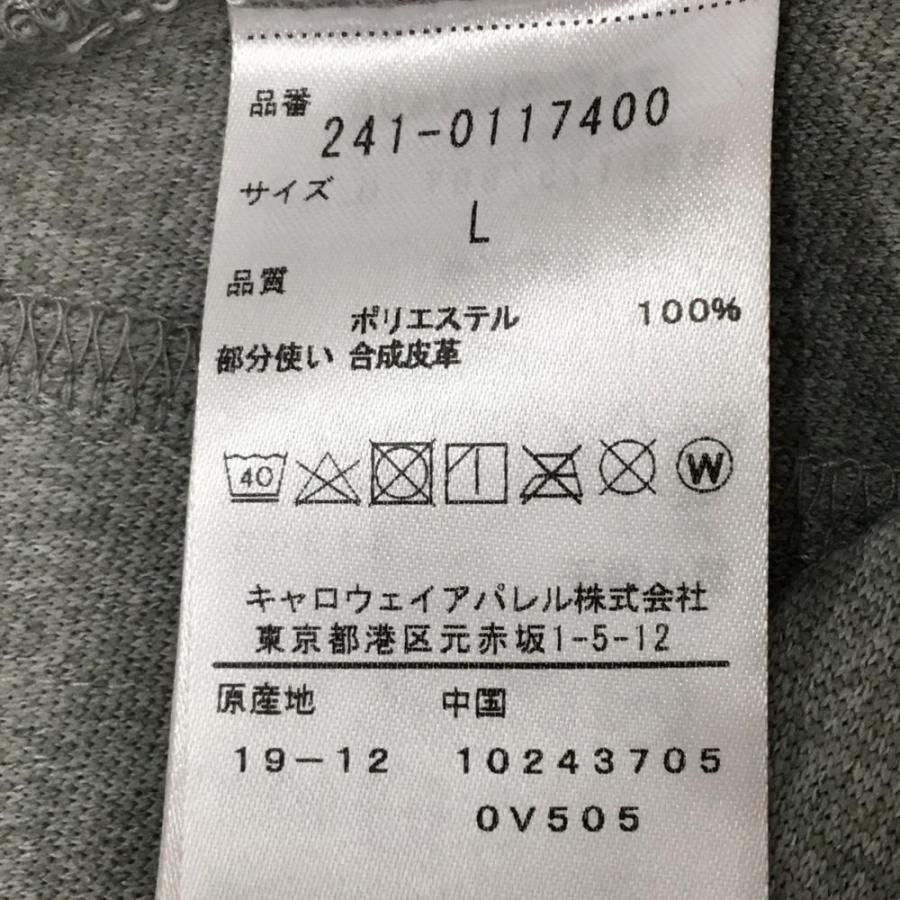 品番
241-0117400
サイズ
L
品質
ポリエステル 100%
部分使い 合成皮革
40 W
キャロウェイアパレル株式会社
東京都港区元赤坂1-5-12
原産地 中国
19-12 10243705
0V505